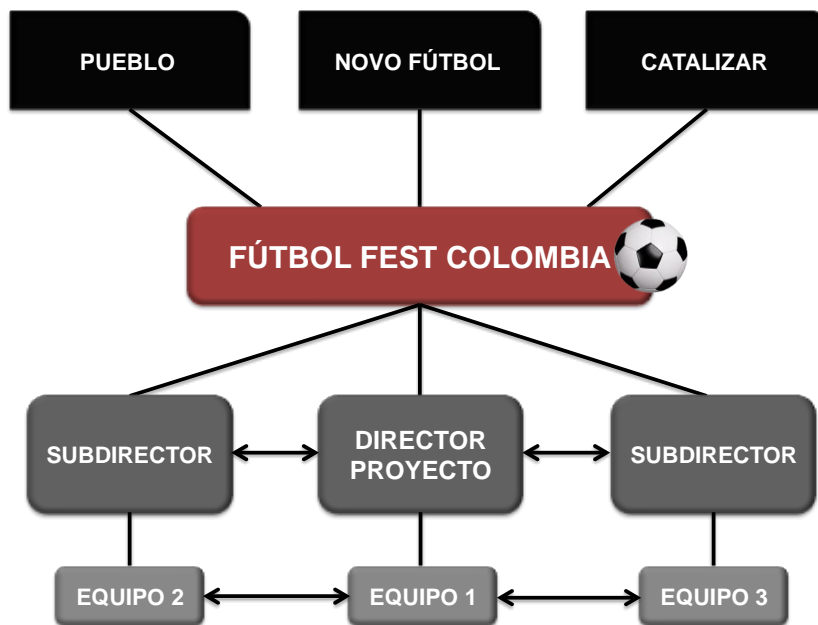 PUEBLO
NOVO FÚTBOL
CATALIZAR
FÚTBOL FEST COLOMBIA
SUBDIRECTOR
DIRECTOR
PROYECTO
SUBDIRECTOR
EQUIPO 2
EQUIPO 1
EQUIPO 3